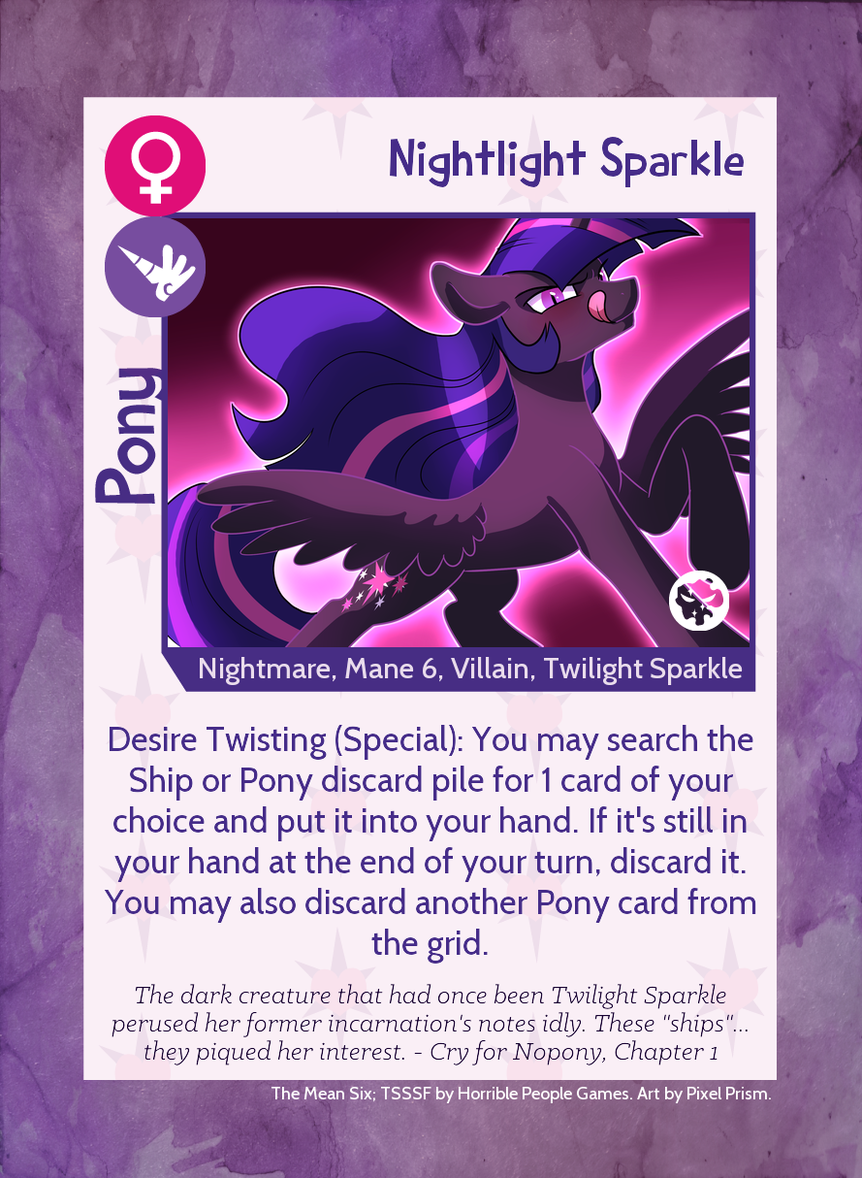 Nightlight Sparkle
Pony
Nightmare, Mane 6, Villain, Twilight Sparkle
Desire Twisting (Special): You may search the
Ship or Pony discard pile for 1 card of your
choice and put it into your hand. If it's still in
your hand at the end of your turn, discard it.
You may also discard another Pony card from
the grid.
The dark creature that had once been Twilight Sparkle
perused her former incarnation's notes idly. These "ships"...
they piqued her interest. - Cry for Nopony, Chapter 1
The Mean Six; TSSSF by Horrible People Games. Art by Pixel Prism.